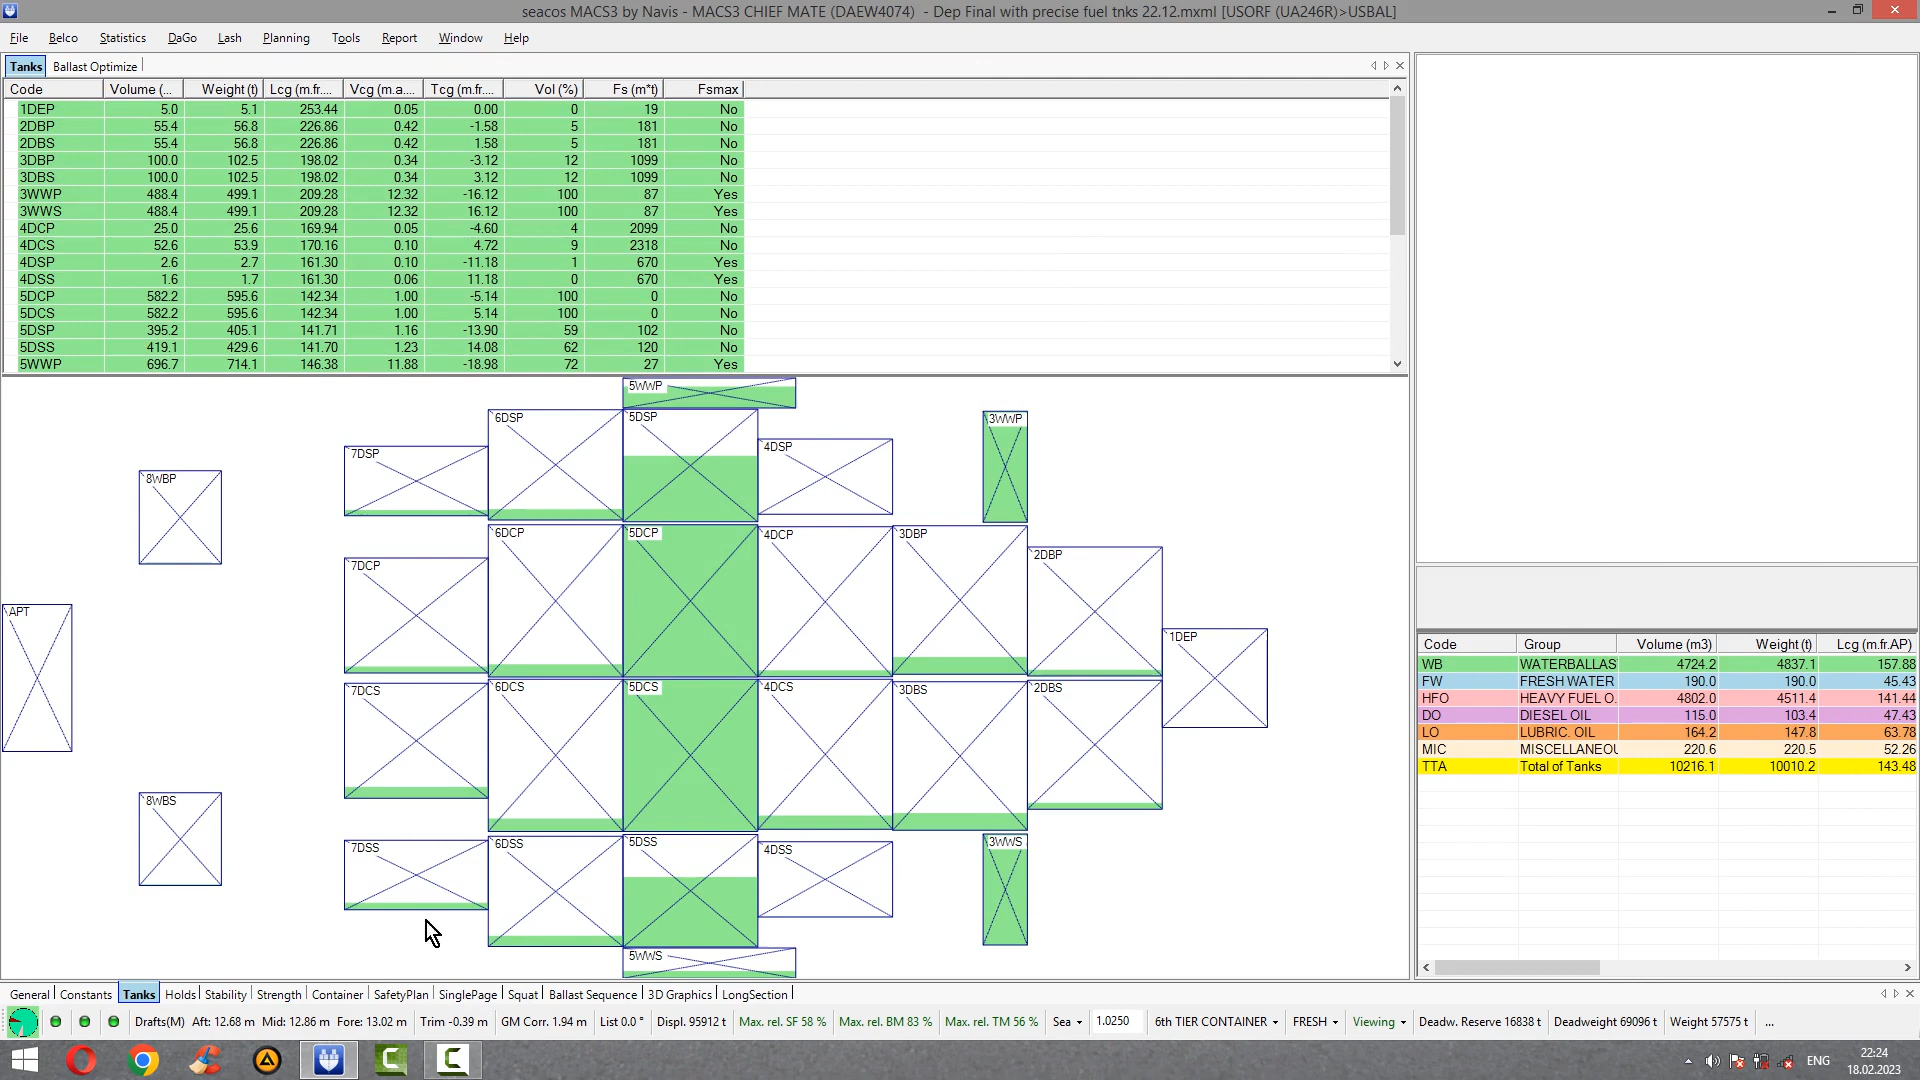 seacos MACS3 by Navis - MACS3 CHIEF MATE (DAEW4074) - Dep Final with precise fuel tnks 22.12.mxml [USORF (UA246R)>USBAL]
File Belco Statistics DaGo Lash Planning Tools Report Window Help
Tanks Ballast Optimize
Code Volume (... Weight (t) Lcg (m.fr.... Vcg (m.a.... Tcg (m.fr.... Vol (%) Fs (m*t) Fsmax
1DEP 5.0 5.1 253.44 0.05 0.00 0 19 No
2DBP 55.4 56.8 226.86 0.42 -1.58 5 181 No
2DBS 55.4 56.8 226.86 0.42 1.58 5 181 No
3DBP 100.0 102.5 198.02 0.34 -3.12 12 1099 No
3DBS 100.0 102.5 198.02 0.34 3.12 12 1099 No
3WWP 488.4 499.1 209.28 12.32 -16.12 100 87 Yes
3WWS 488.4 499.1 209.28 12.32 16.12 100 87 Yes
4DCP 25.0 25.6 169.94 0.05 -4.60 4 2099 No
4DCS 52.6 53.9 170.16 0.10 4.72 9 2318 No
4DSP 2.6 2.7 161.30 0.10 -11.18 1 670 Yes
4DSS 1.6 1.7 161.30 0.06 11.18 0 670 Yes
5DCP 582.2 595.6 142.34 1.00 -5.14 100 0 No
5DCS 582.2 595.6 142.34 1.00 5.14 100 0 No
5DSP 395.2 405.1 141.71 1.16 -13.90 59 102 No
5DSS 419.1 429.6 141.70 1.23 14.08 62 120 No
5WWP 696.7 714.1 146.38 11.88 -18.98 72 27 Yes
5WWP
6DSP 5DSP 3WWP
7DSP 4DSP
8WBP
6DCP 5DCP 4DCP 3DBP
7DCP 2DBP
APT 1DEP
7DCS 6DCS 5DCS 4DCS 3DBS 2DBS
8WBS
7DSS 6DSS 5DSS 4DSS 3WWS
5WWS
Code Group Volume (m3) Weight (t) Lcg (m.fr.AP)
WB WATERBALLAS 4724.2 4837.1 157.88
FW FRESH WATER 190.0 190.0 45.43
HFO HEAVY FUEL O. 4802.0 4511.4 141.44
DO DIESEL OIL 115.0 103.4 47.43
LO LUBRIC. OIL 164.2 147.8 63.78
MIC MISCELLANEOU 220.6 220.5 52.26
TTA Total of Tanks 10216.1 10010.2 143.48
General Constants Tanks Holds Stability Strength Container SafetyPlan SinglePage Squat Ballast Sequence 3D Graphics LongSection
Drafts(M) Aft: 12.68 m Mid: 12.86 m Fore: 13.02 m Trim -0.39 m GM Corr. 1.94 m List 0.0 ° Displ. 95912 t Max. rel. SF 58 % Max. rel. BM 83 % Max. rel. TM 56 % Sea 1.0250 6th TIER CONTAINER FRESH Viewing Deadw. Reserve 16838 t Deadweight 69096 t Weight 57575 t ...
ENG 22:24
18.02.2023